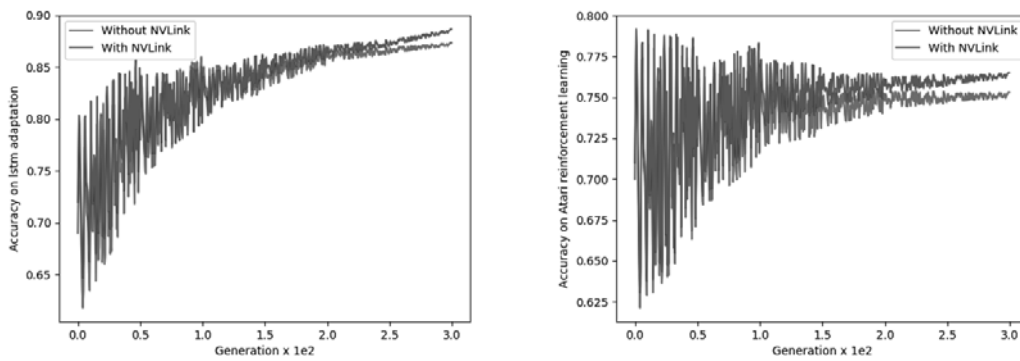 0.90
0.85
0.80
0.75
0.70
0.65
Accuracy on lstm adaptation
Without NVLink
With NVLink
0.0 0.5 1.0 1.5 2.0 2.5 3.0
Generation x 1e2
0.800
0.775
0.750
0.725
0.700
0.675
0.650
0.625
Accuracy on Atari reinforcement learning
Without NVLink
With NVLink
0.0 0.5 1.0 1.5 2.0 2.5 3.0
Generation x 1e2